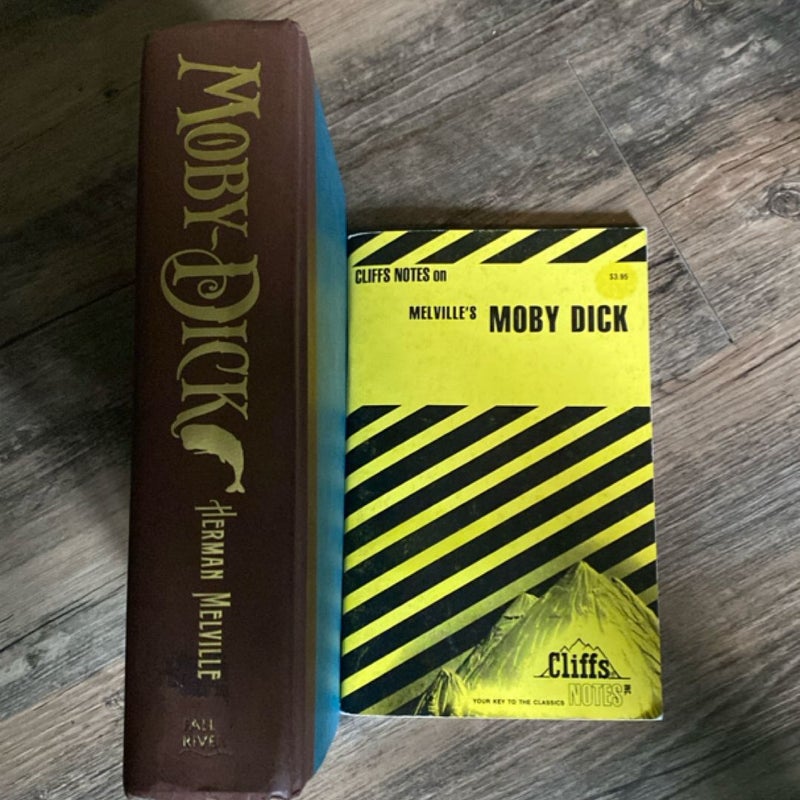 MOBY-DICK
HERMAN MELVILLE
FALL
RIVER
CLIFFS NOTES on
$3.95
MELVILLE'S MOBY DICK
Cliffs
NOTES
YOUR KEY TO THE CLASSICS